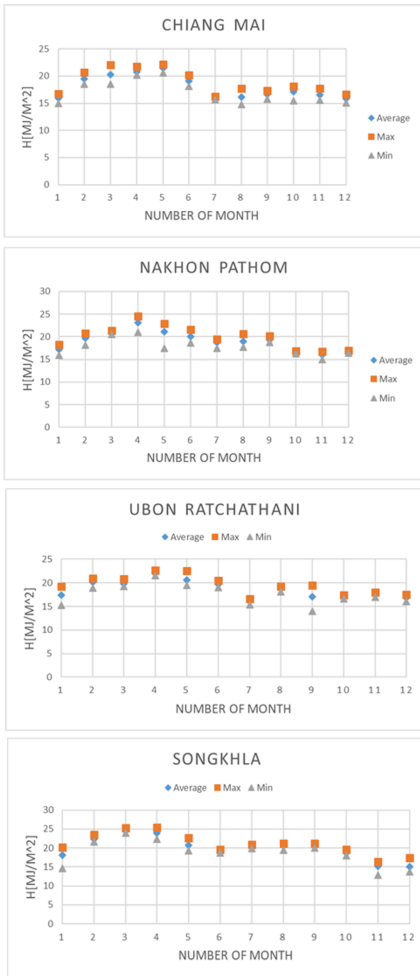 CHIANG MAI
25
20
15
10
5
0
H[MJ/M^2]
1 2 3 4 5 6 7 8 9 10 11 12
NUMBER OF MONTH
Average
Max
Min
NAKHON PATHOM
30
25
20
15
10
5
0
H[MJ/M^2]
1 2 3 4 5 6 7 8 9 10 11 12
NUMBER OF MONTH
Average
Max
Min
UBON RATCHATHANI
Average Max Min
25
20
15
10
5
0
H[MJ/M^2]
1 2 3 4 5 6 7 8 9 10 11 12
NUMBER OF MONTH
SONGKHLA
Average Max Min
30
25
20
15
10
5
0
H[MJ/M^2]
1 2 3 4 5 6 7 8 9 10 11 12
NUMBER OF MONTH